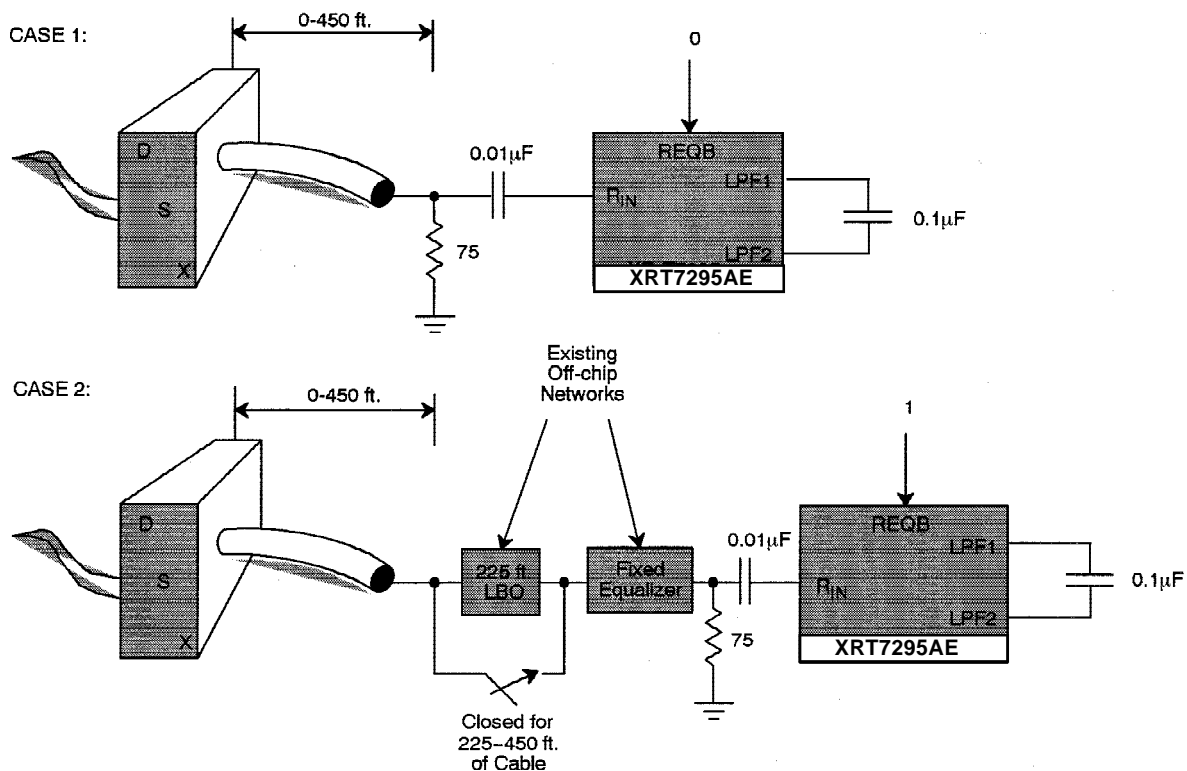 0-450 ft.
CASE 1:
0
D
S
X
0.01µF
75
REQB
RIN
LPF1
LPF2
0.1µF
XRT7295AE
Existing
Off-chip
Networks
CASE 2:
0-450 ft.
1
D
S
X
225 ft
LBO
Fixed
Equalizer
0.01µF
75
REQB
RIN
LPF1
LPF2
0.1µF
XRT7295AE
Closed for
225–450 ft.
of Cable